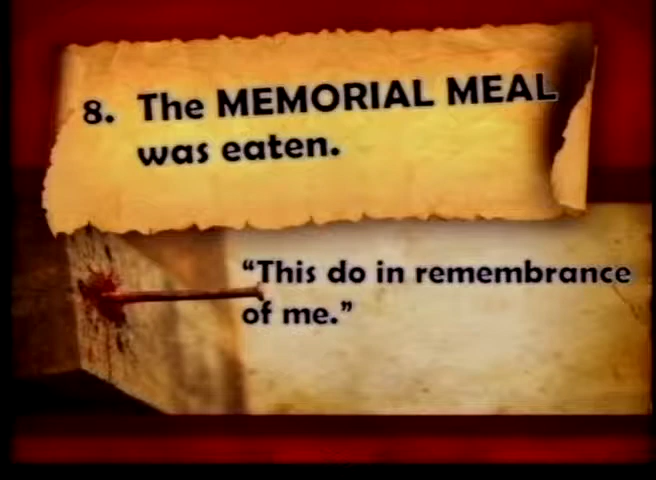 8. The MEMORIAL MEAL
was eaten.
“This do in remembrance
of me.”